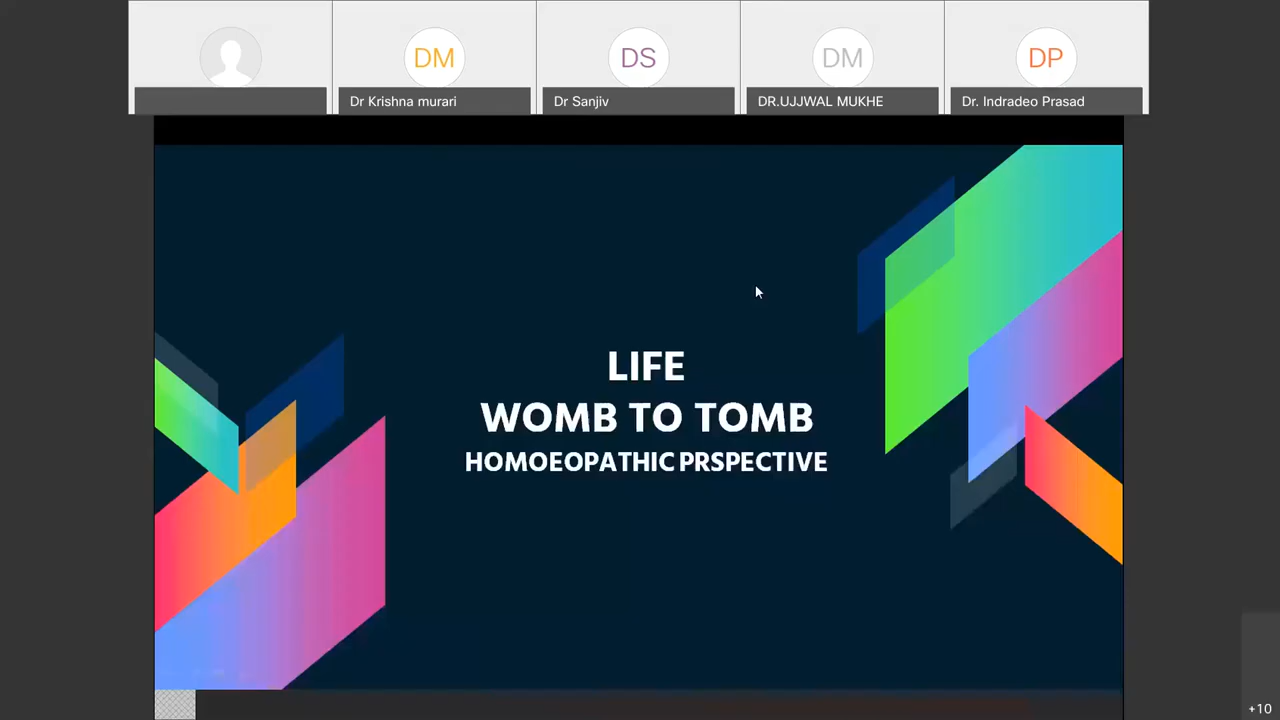 DM
DS
DM
DP
Dr Krishna murari
Dr Sanjiv
DR.UJJWAL MUKHE
Dr. Indradeo Prasad
LIFE
WOMB TO TOMB
HOMOEOPATHIC PRSPECTIVE
+10